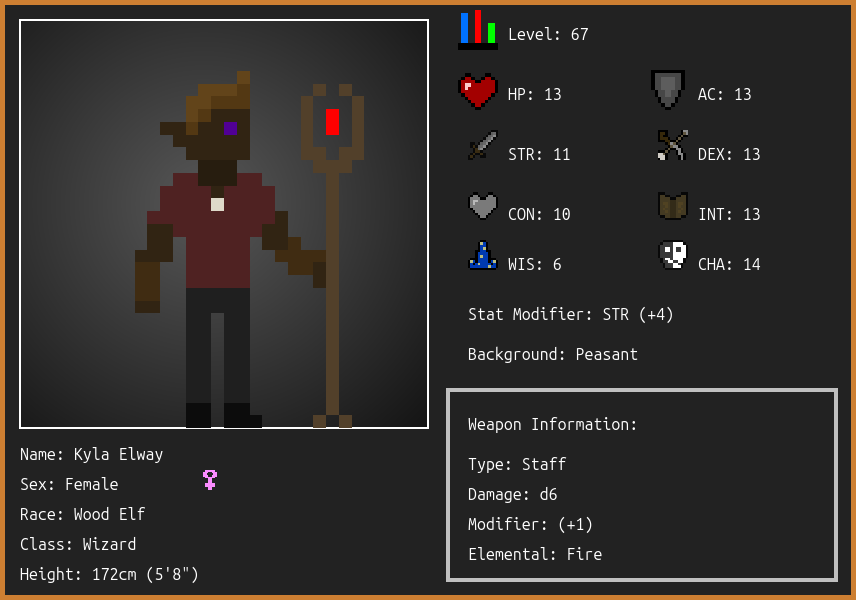 Level: 67
HP: 13
AC: 13
STR: 11
DEX: 13
CON: 10
INT: 13
WIS: 6
CHA: 14
Stat Modifier: STR (+4)
Background: Peasant
Weapon Information:
Type: Staff
Damage: d6
Modifier: (+1)
Elemental: Fire
Name: Kyla Elway
Sex: Female
Race: Wood Elf
Class: Wizard
Height: 172cm (5'8")